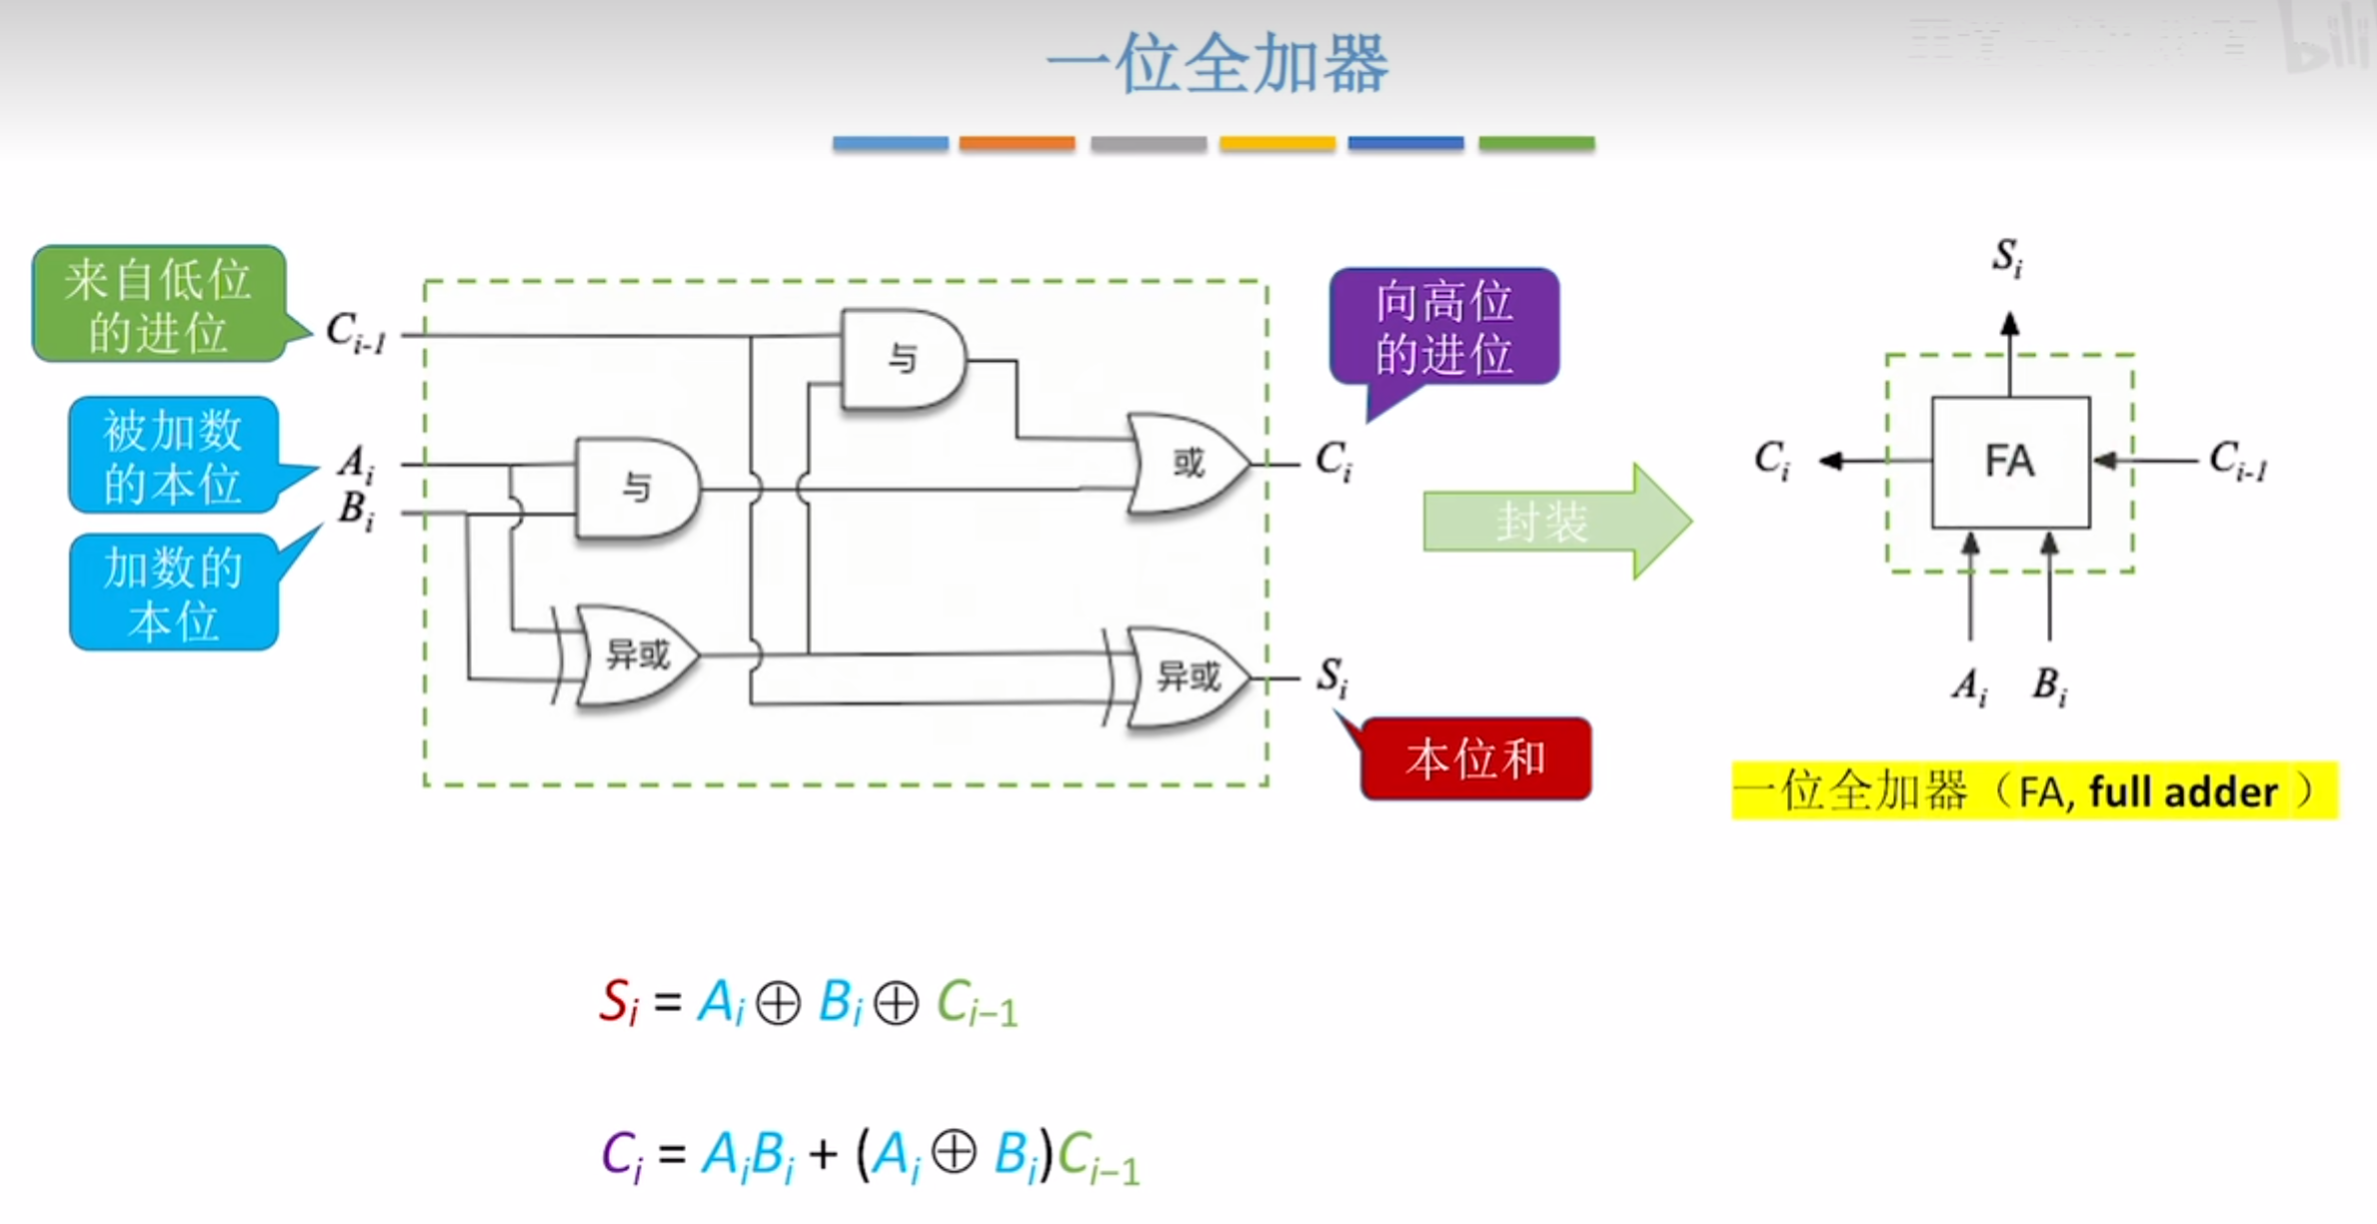 一位全加器
bili
来自低位
的进位
C_{i-1}
被加数
的本位
A_i
B_i
加数的
本位
与
与
异或
或
异或
向高位
的进位
C_i
S_i
本位和
封装
S_i
C_i
FA
C_{i-1}
A_i
B_i
一位全加器（FA, full adder ）
S_i = A_i ⊕ B_i ⊕ C_{i−1}
C_i = A_iB_i + (A_i ⊕ B_i)C_{i−1}